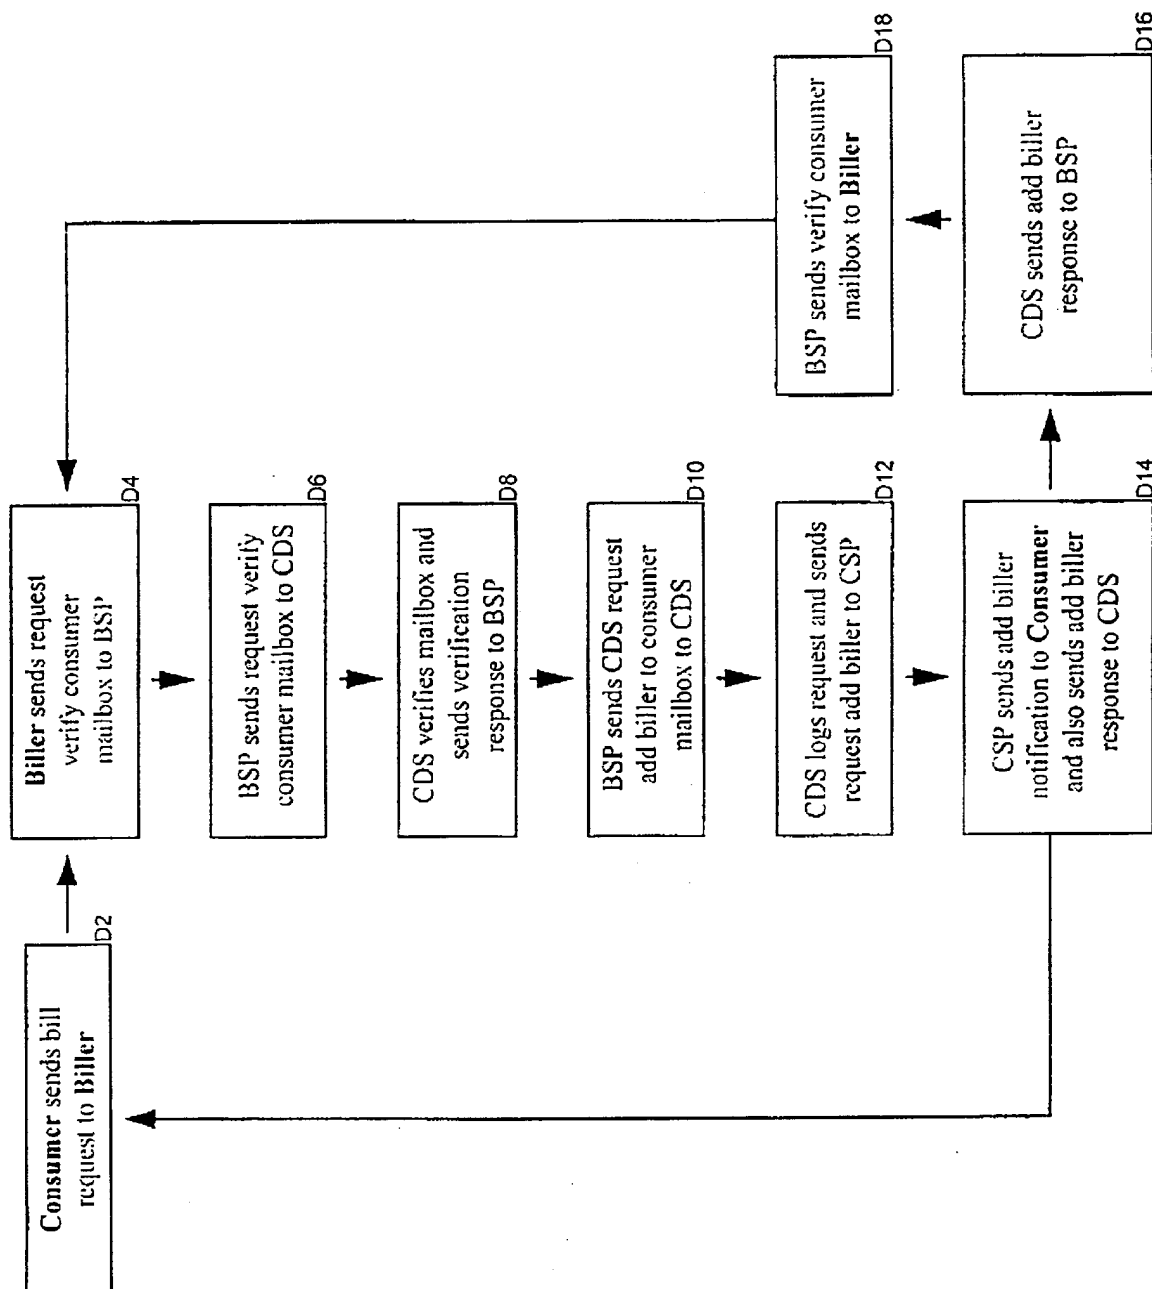 Consumer sends bill
request to Biller
D2
Biller sends request
verify consumer
mailbox to BSP
D4
BSP sends request verify
consumer mailbox to CDS
D6
CDS verifies mailbox and
sends verification
response to BSP
D8
BSP sends CDS request
add biller to consumer
mailbox to CDS
D10
CDS logs request and sends
request add biller to CSP
D12
CSP sends add biller
notification to Consumer
and also sends add biller
response to CDS
D14
CDS sends add biller
response to BSP
D16
BSP sends verify consumer
mailbox to Biller
D18